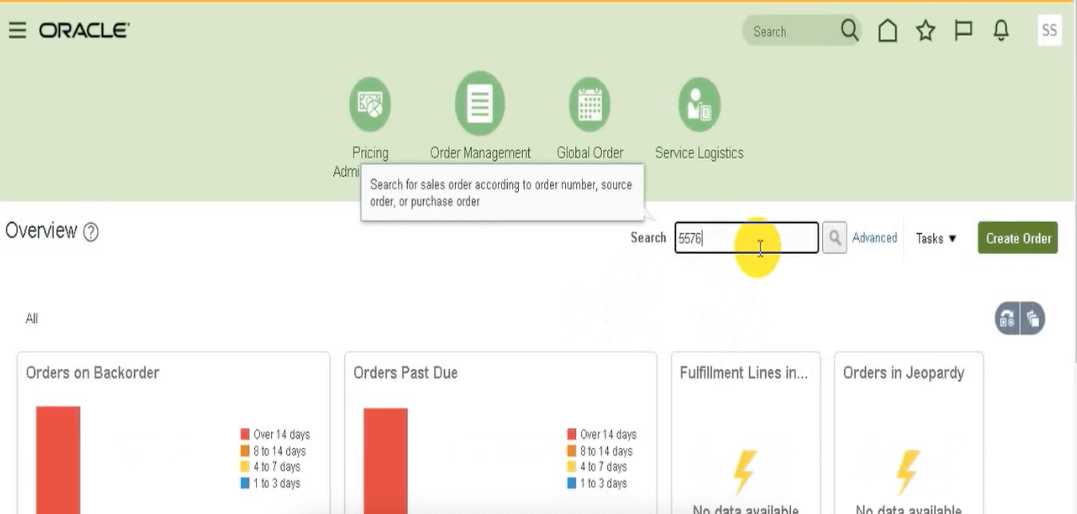 ORACLE
Search
SS
Pricing
Admi
Order Management
Global Order
Service Logistics
Search for sales order according to order number, source
order, or purchase order
Overview
?
Search
5576
Advanced
Tasks
Create Order
All
Orders on Backorder
Over 14 days
8 to 14 days
4 to 7 days
1 to 3 days
Orders Past Due
Over 14 days
8 to 14 days
4 to 7 days
1 to 3 days
Fulfillment Lines in...
No data available
Orders in Jeopardy
No data available